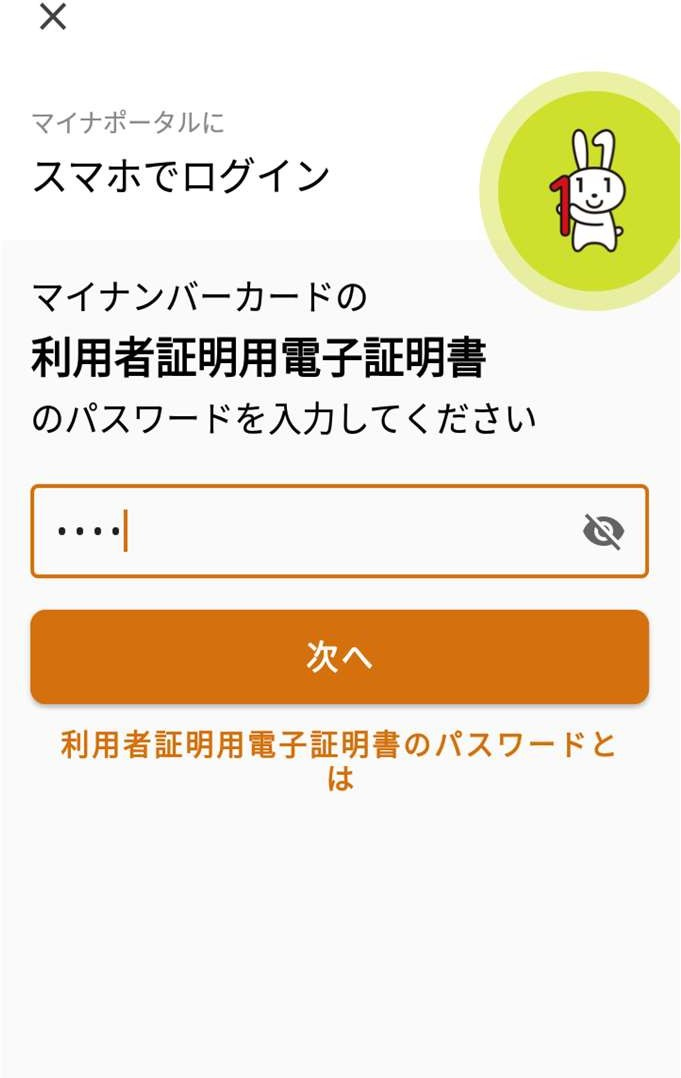 マイナポータルに
スマホでログイン
マイナンバーカードの
利用者証明用電子証明書
のパスワードを入力してください
••••
次へ
利用者証明用電子証明書のパスワードと
は